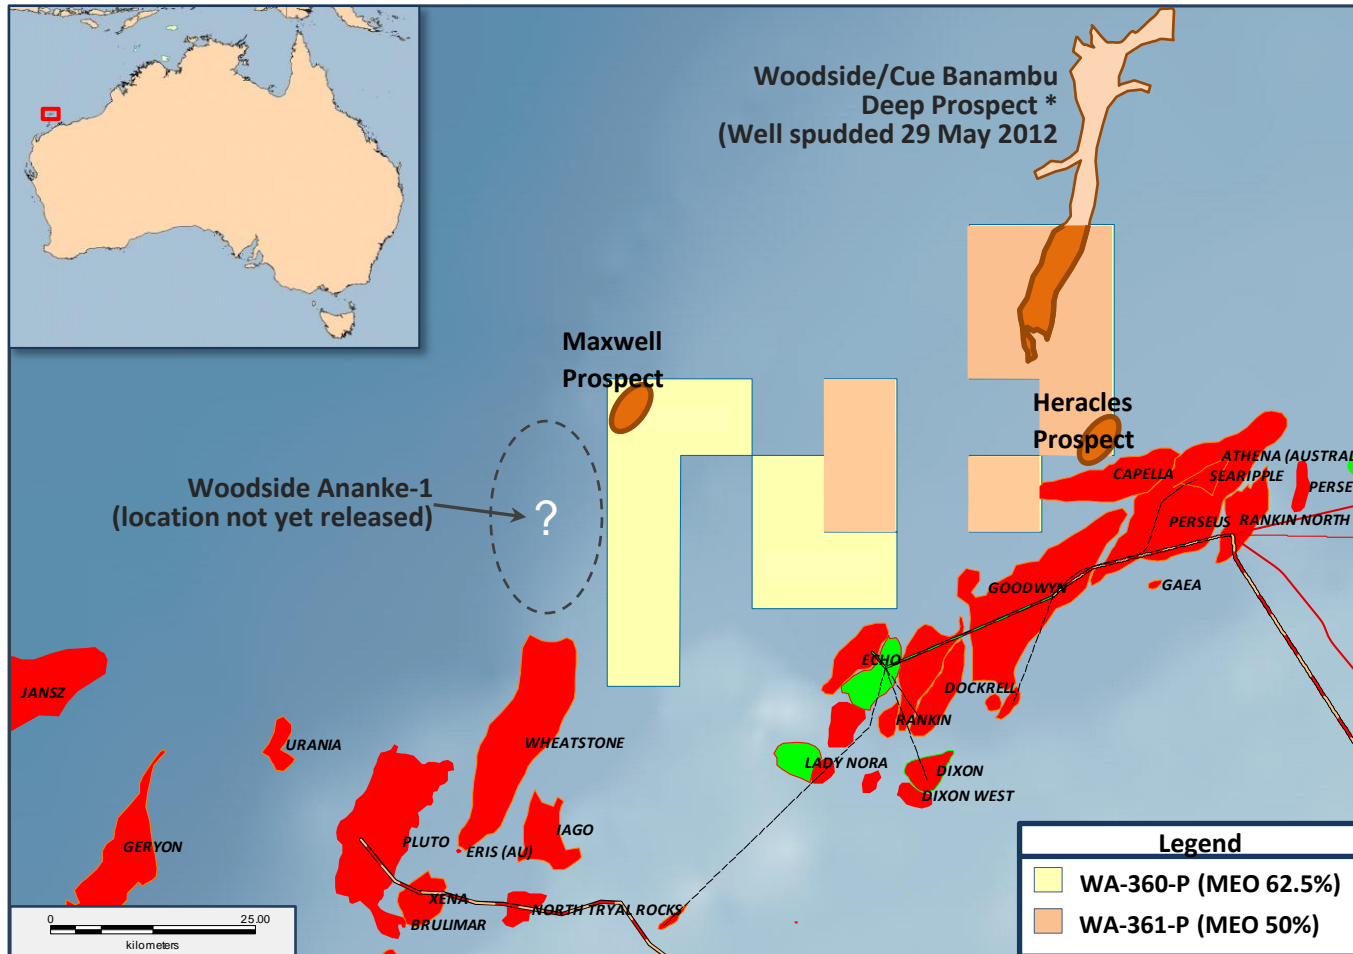 Woodside/Cue Banambu
Deep Prospect *
(Well spudded 29 May 2012
Maxwell
Prospect
Heracles
Prospect
Woodside Ananke-1
(location not yet released)
?
CAPELLA
ATHENA (AUSTRAL
SEARIPPLE
PERSE
PERSEUS
RANKIN NORTH
GOODWYN
GAEA
ECHO
DOCKRELL
RANKIN
JANSZ
URANIA
WHEATSTONE
LADY NORA
DIXON
DIXON WEST
GERYON
PLUTO
ERIS (AU)
IAGO
XENA
BRULIMAR
NORTH TRYAL ROCKS
0 25.00
kilometers
Legend
WA-360-P (MEO 62.5%)
WA-361-P (MEO 50%)